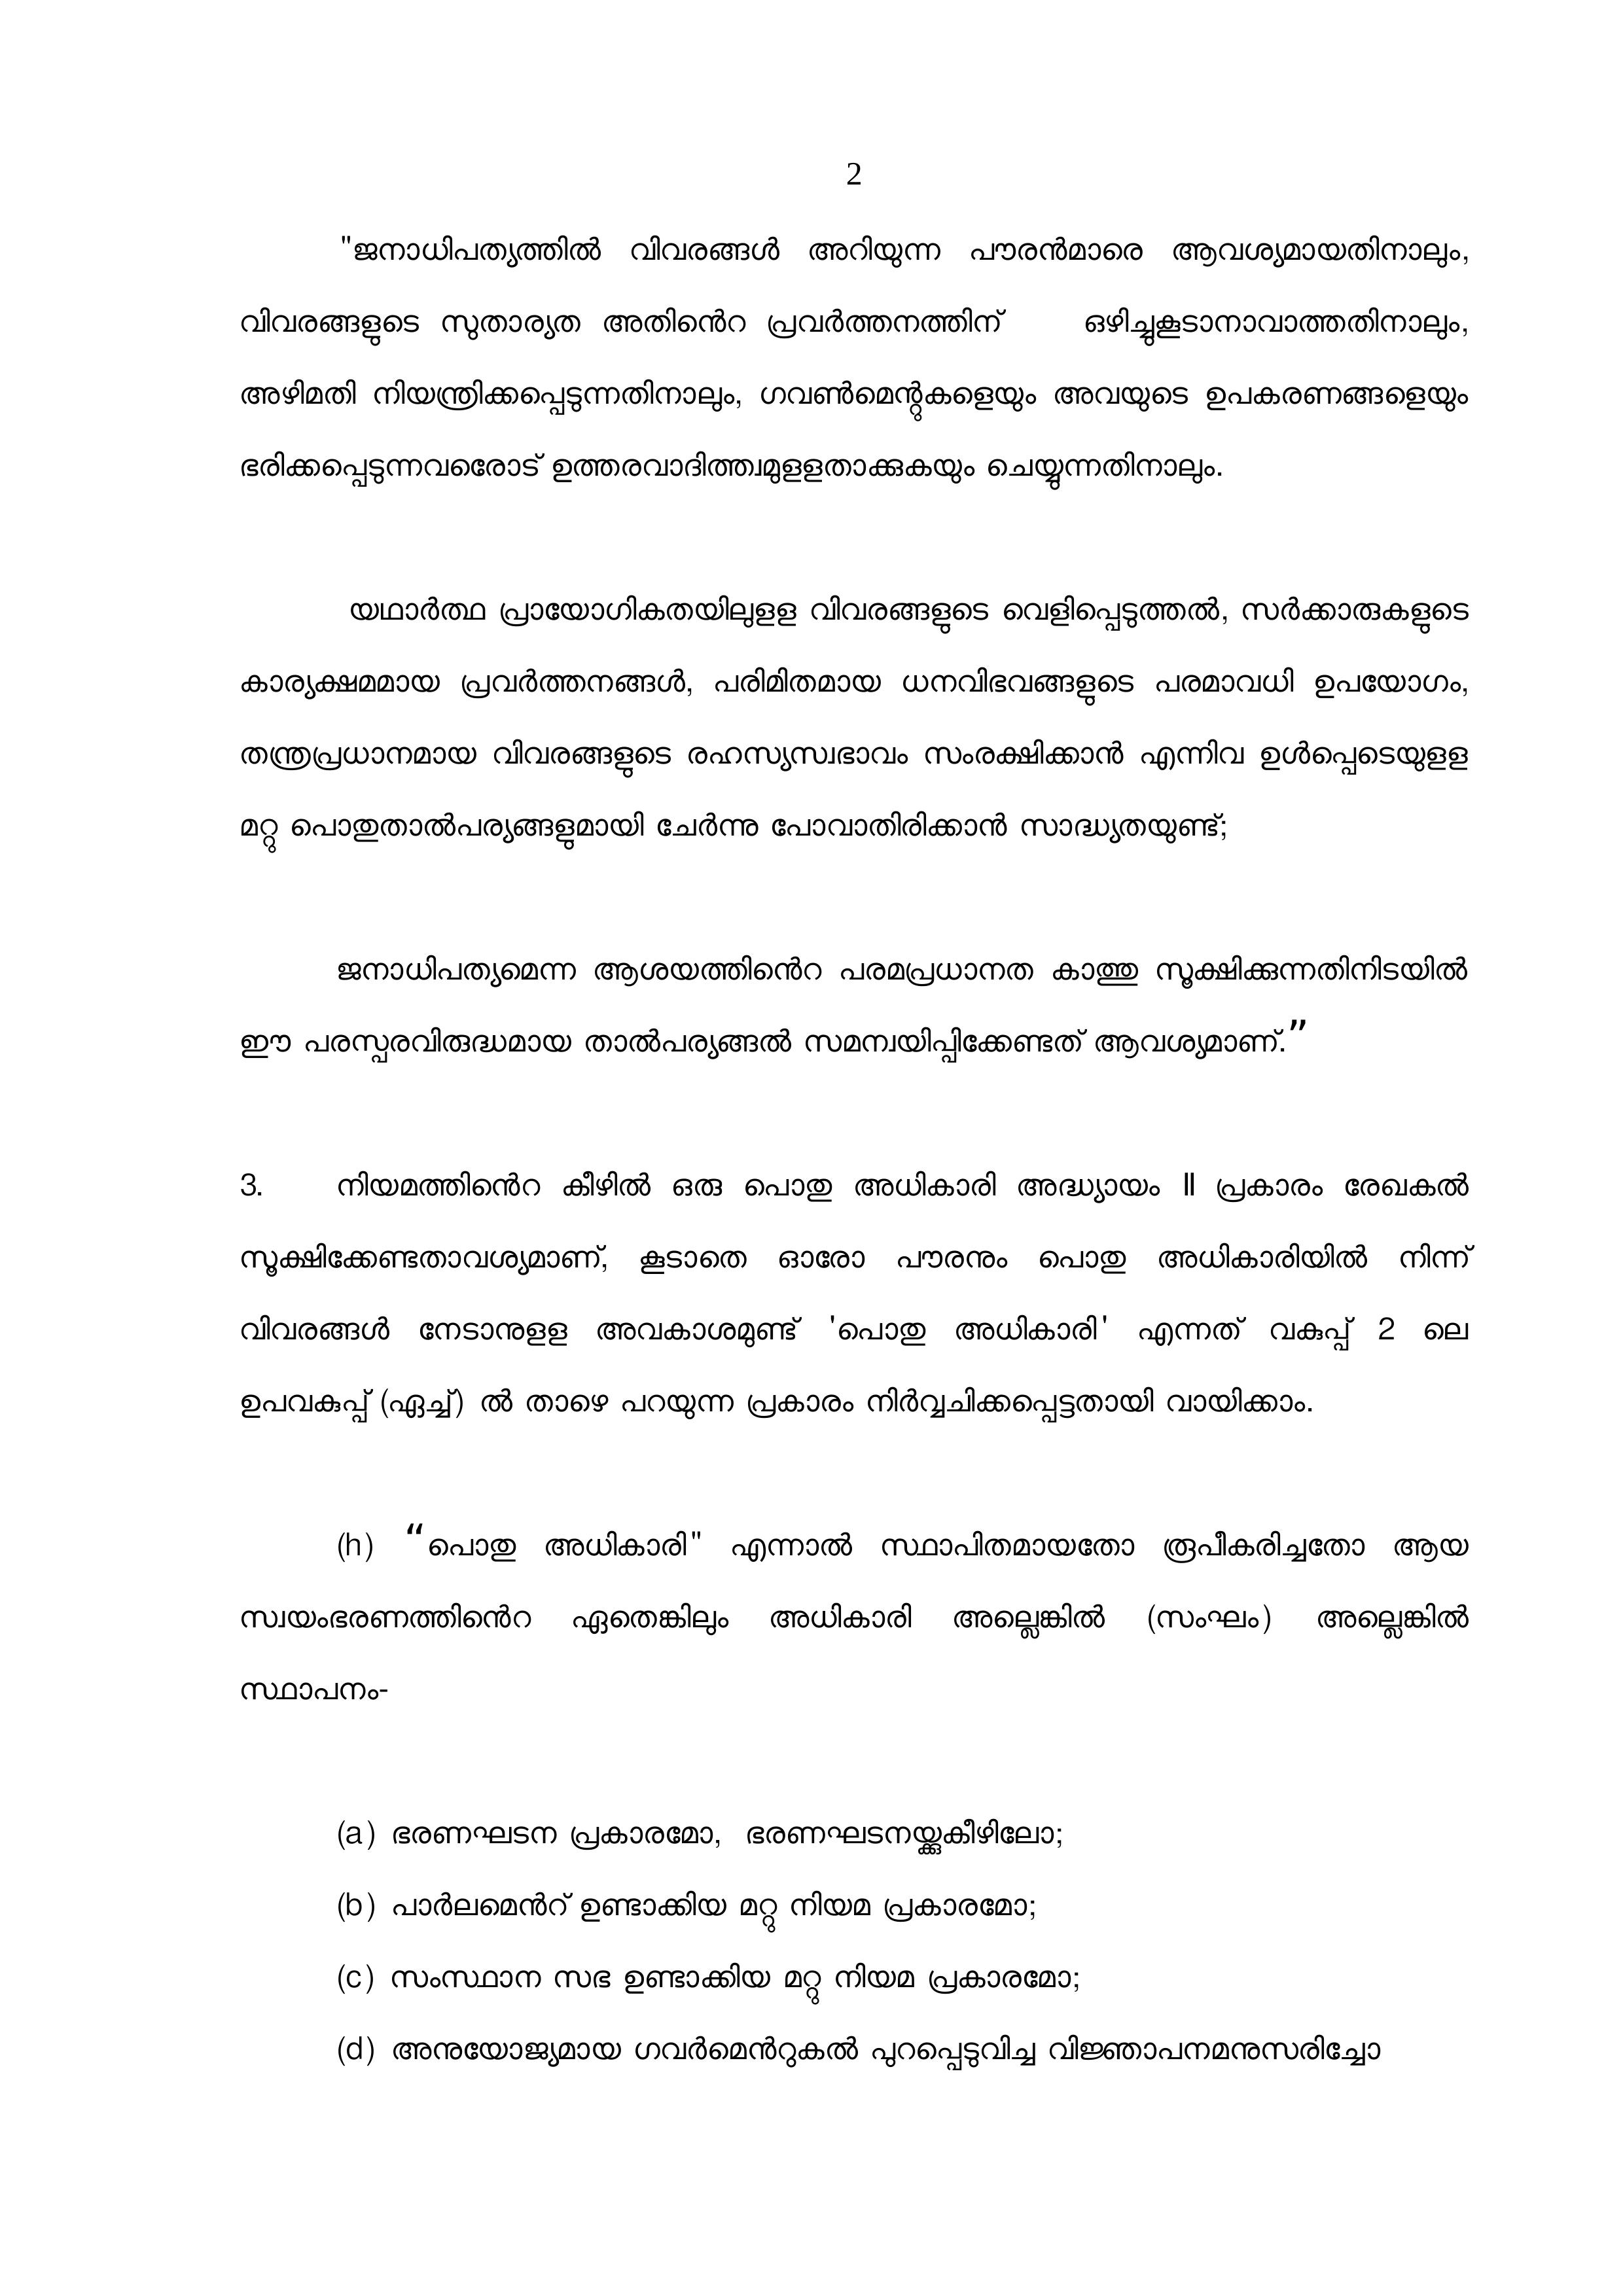 2
"ജനാധിപത്യത്തിൽ വിവരങ്ങൾ അറിയുന്ന പൗരൻമാരെ ആവശ്യമായതിനാലും,
വിവരങ്ങളുടെ സുതാര്യത അതിൻെറ പ്രവർത്തനത്തിന് ഒഴിച്ചുകൂടാനാവാത്തതിനാലും,
അഴിമതി നിയന്ത്രിക്കപ്പെടുന്നതിനാലും, ഗവൺമെന്റുകളെയും അവയുടെ ഉപകരണങ്ങളെയും
ഭരിക്കപ്പെടുന്നവരോേട് ഉത്തരവാദിത്ത്വമുളളതാക്കുകയും ചെയ്യുന്നതിനാലും.
യഥാർത്ഥ പ്രായോഗികതയിലുളള വിവരങ്ങളുടെ വെളിപ്പെടുത്തൽ, സർക്കാരുകളുടെ
കാര്യക്ഷമമായ പ്രവർത്തനങ്ങൾ, പരിമിതമായ ധനവിഭവങ്ങളുടെ പരമാവധി ഉപയോഗം,
തന്ത്രപ്രധാനമായ വിവരങ്ങളുടെ രഹസ്യസ്വഭാവം സംരക്ഷിക്കാൻ എന്നിവ ഉൾപ്പെടെയുളള
മറ്റു പൊതുതാൽപര്യങ്ങളുമായി ചേർന്നു പോവാതിരിക്കാൻ സാദ്ധ്യതയുണ്ട്;
ജനാധിപത്യമെന്ന ആശയത്തിൻെറ പരമപ്രധാനത കാത്തു സൂക്ഷിക്കുന്നതിനിടയിൽ
ഈ പരസ്പരവിരുദ്ധമായ താൽപര്യങ്ങൽ സമന്വയിപ്പിക്കേണ്ടത് ആവശ്യമാണ്.”
3. നിയമത്തിൻെറ കീഴിൽ ഒരു പൊതു അധികാരി അദ്ധ്യായം II പ്രകാരം രേഖകൽ
സൂക്ഷിക്കേണ്ടതാവശ്യമാണ്, കൂടാതെ ഓരോ പൗരനും പൊതു അധികാരിയിൽ നിന്ന്
വിവരങ്ങൾ നേടാനുളള അവകാശമുണ്ട് 'പൊതു അധികാരി' എന്നത് വകുപ്പ് 2 ലെ
ഉപവകുപ്പ് (ഏച്ച്) ൽ താഴെ പറയുന്ന പ്രകാരം നിർവ്വചിക്കപ്പെട്ടതായി വായിക്കാം.
(h) “പൊതു അധികാരി" എന്നാൽ സ്ഥാപിതമായതോ രൂപീകരിച്ചതോ ആയ
സ്വയംഭരണത്തിൻെറ ഏതെങ്കിലും അധികാരി അല്ലെങ്കിൽ (സംഘം) അല്ലെങ്കിൽ
സ്ഥാപനം-
(a) ഭരണഘടന പ്രകാരമോ, ഭരണഘടനയ്ക്കുകീഴിലോ;
(b) പാർലമെൻറ് ഉണ്ടാക്കിയ മറ്റു നിയമ പ്രകാരമോ;
(c) സംസ്ഥാന സഭ ഉണ്ടാക്കിയ മറ്റു നിയമ പ്രകാരമോ;
(d) അനുയോജ്യമായ ഗവർമെൻറുകൽ പുറപ്പെടുവിച്ച വിജ്ഞാപനമനുസരിച്ചോ